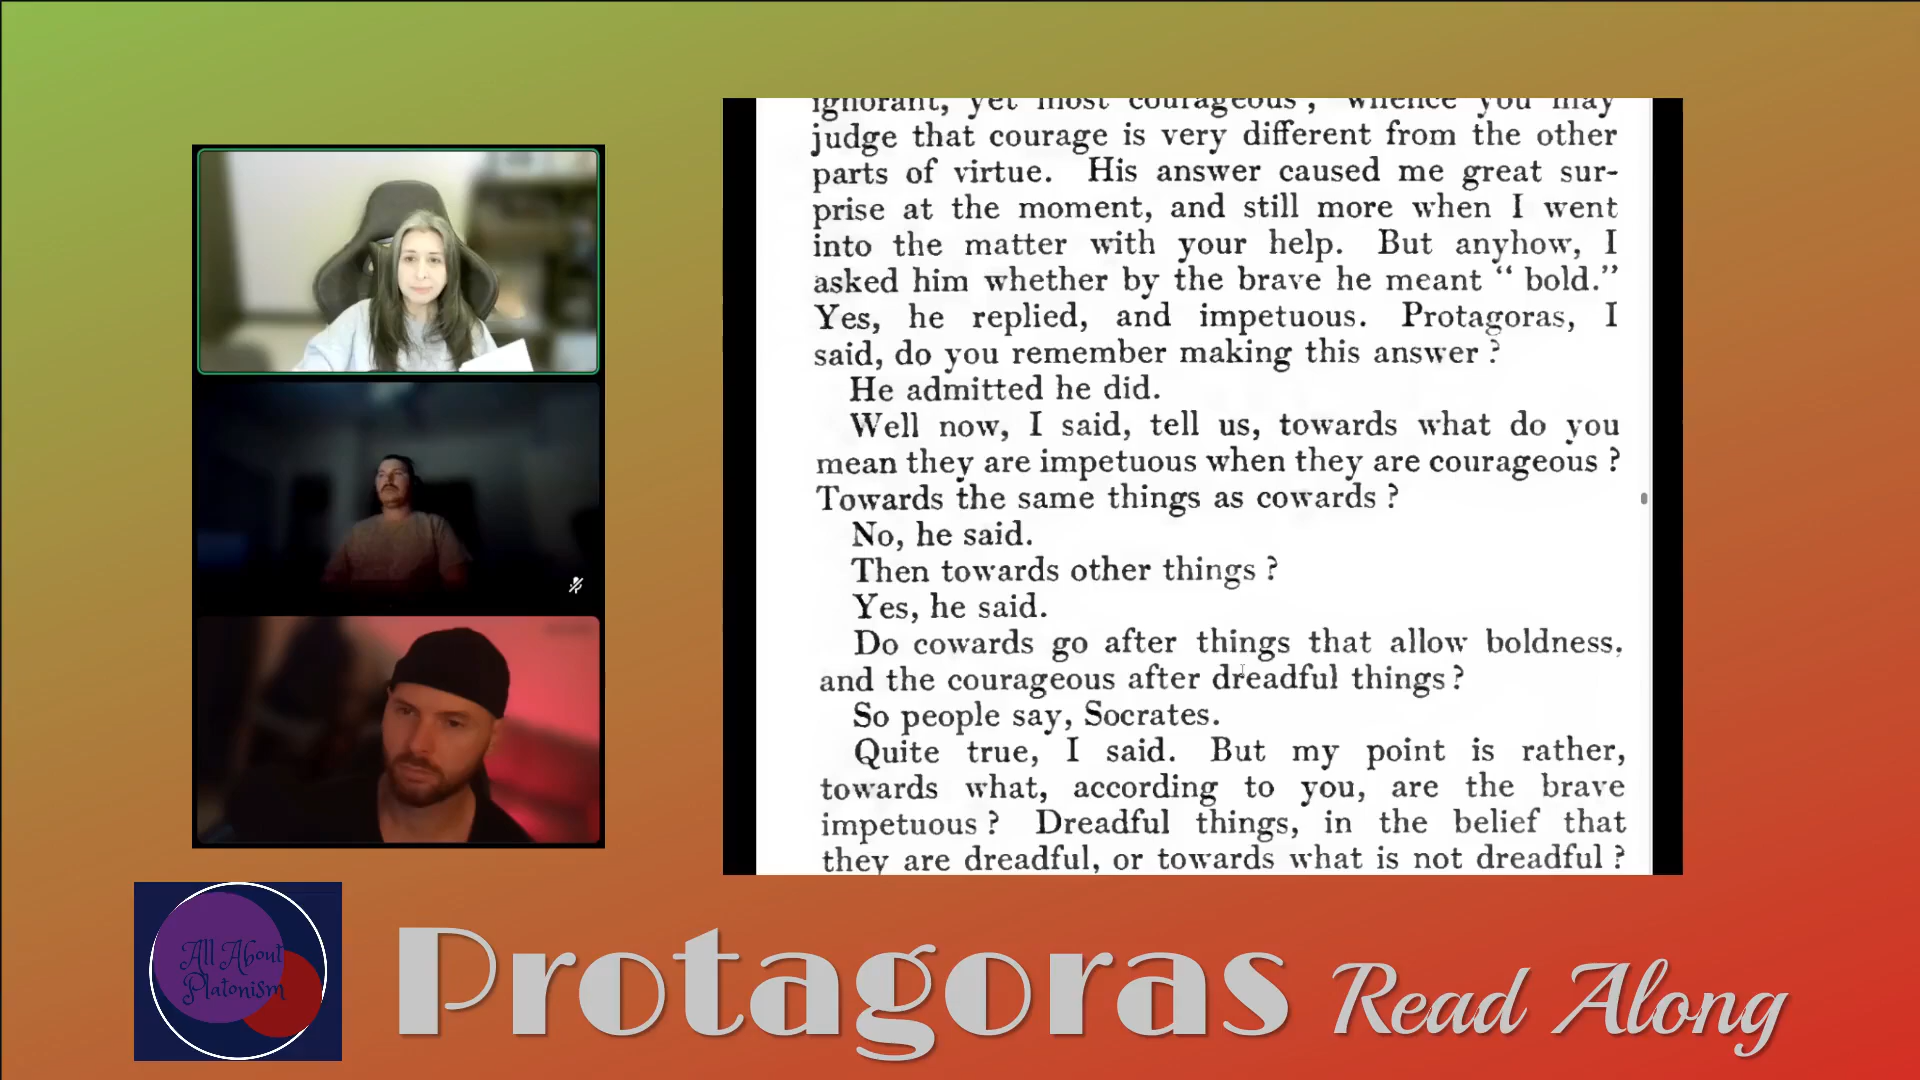 ignorant, yet most courageous; whence you may
judge that courage is very different from the other
parts of virtue. His answer caused me great sur-
prise at the moment, and still more when I went
into the matter with your help. But anyhow, I
asked him whether by the brave he meant “ bold.”
Yes, he replied, and impetuous. Protagoras, I
said, do you remember making this answer ?
He admitted he did.
Well now, I said, tell us, towards what do you
mean they are impetuous when they are courageous ?
Towards the same things as cowards ?
No, he said.
Then towards other things ?
Yes, he said.
Do cowards go after things that allow boldness,
and the courageous after dreadful things ?
So people say, Socrates.
Quite true, I said. But my point is rather,
towards what, according to you, are the brave
impetuous ? Dreadful things, in the belief that
they are dreadful, or towards what is not dreadful ?
All About
Platonism
Protagoras Read Along